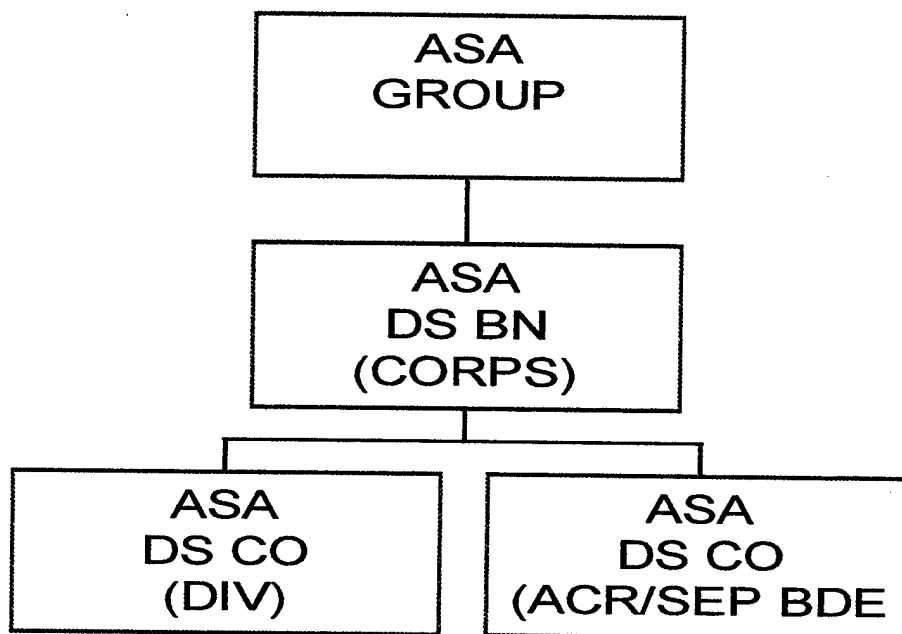 ASA
GROUP
ASA
DS BN
(CORPS)
ASA
DS CO
(DIV)
ASA
DS CO
(ACR/SEP BDE